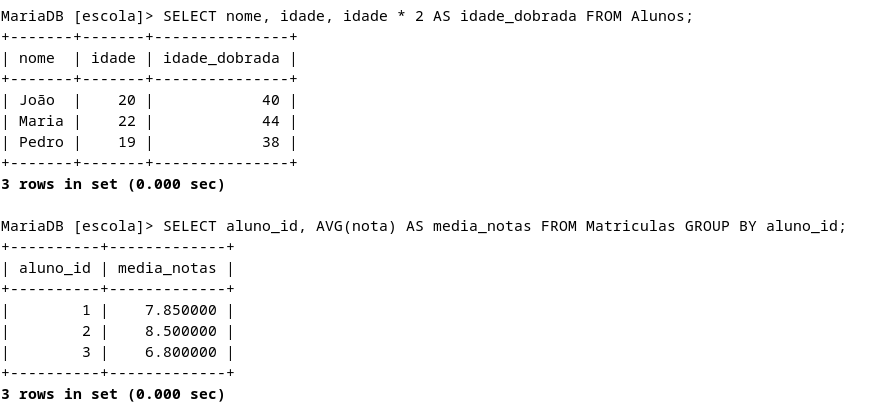 MariaDB [escola]> SELECT nome, idade, idade * 2 AS idade_dobrada FROM Alunos;
+-------+-------+---------------+
| nome  | idade | idade_dobrada |
+-------+-------+---------------+
| João  |    20 |            40 |
| Maria |    22 |            44 |
| Pedro |    19 |            38 |
+-------+-------+---------------+
3 rows in set (0.000 sec)

MariaDB [escola]> SELECT aluno_id, AVG(nota) AS media_notas FROM Matriculas GROUP BY aluno_id;
+----------+-------------+
| aluno_id | media_notas |
+----------+-------------+
|        1 |    7.850000 |
|        2 |    8.500000 |
|        3 |    6.800000 |
+----------+-------------+
3 rows in set (0.000 sec)